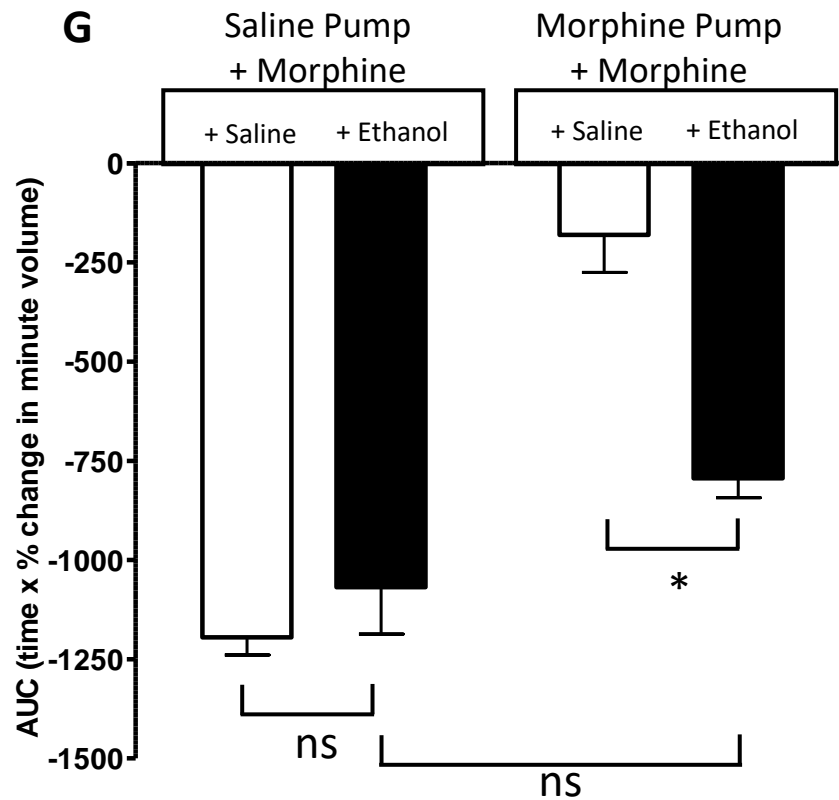 G
Saline Pump
+ Morphine
Morphine Pump
+ Morphine
+ Saline
+ Ethanol
+ Saline
+ Ethanol
AUC (time x % change in minute volume)
0
-250
-500
-750
-1000
-1250
-1500
*
ns
ns